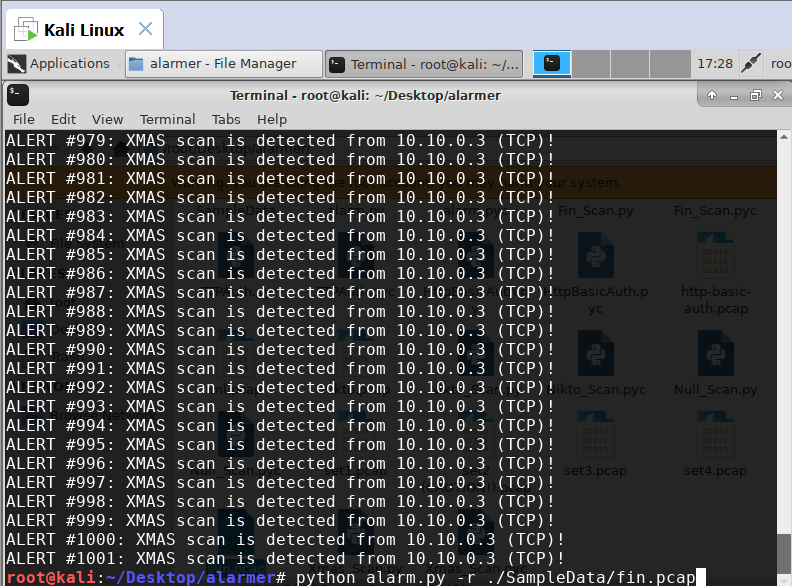 Kali Linux
Applications
alarmer - File Manager
Terminal - root@kali: ~/...
17:28
roo
Terminal - root@kali: ~/Desktop/alarmer
File Edit View Terminal Tabs Help
ALERT #979: XMAS scan is detected from 10.10.0.3 (TCP)!
ALERT #980: XMAS scan is detected from 10.10.0.3 (TCP)!
ALERT #981: XMAS scan is detected from 10.10.0.3 (TCP)!
ALERT #982: XMAS scan is detected from 10.10.0.3 (TCP)!
ALERT #983: XMAS scan is detected from 10.10.0.3 (TCP)!
ALERT #984: XMAS scan is detected from 10.10.0.3 (TCP)!
ALERT #985: XMAS scan is detected from 10.10.0.3 (TCP)!
ALERT #986: XMAS scan is detected from 10.10.0.3 (TCP)!
ALERT #987: XMAS scan is detected from 10.10.0.3 (TCP)!
ALERT #988: XMAS scan is detected from 10.10.0.3 (TCP)!
ALERT #989: XMAS scan is detected from 10.10.0.3 (TCP)!
ALERT #990: XMAS scan is detected from 10.10.0.3 (TCP)!
ALERT #991: XMAS scan is detected from 10.10.0.3 (TCP)!
ALERT #992: XMAS scan is detected from 10.10.0.3 (TCP)!
ALERT #993: XMAS scan is detected from 10.10.0.3 (TCP)!
ALERT #994: XMAS scan is detected from 10.10.0.3 (TCP)!
ALERT #995: XMAS scan is detected from 10.10.0.3 (TCP)!
ALERT #996: XMAS scan is detected from 10.10.0.3 (TCP)!
ALERT #997: XMAS scan is detected from 10.10.0.3 (TCP)!
ALERT #998: XMAS scan is detected from 10.10.0.3 (TCP)!
ALERT #999: XMAS scan is detected from 10.10.0.3 (TCP)!
ALERT #1000: XMAS scan is detected from 10.10.0.3 (TCP)!
ALERT #1001: XMAS scan is detected from 10.10.0.3 (TCP)!
root@kali:~/Desktop/alarmer# python alarm.py -r ./SampleData/fin.pcap
Fin_Scan.py
Fin_Scan.pyc
http-basic-
auth.pcap
Null_Scan.py
set3.pcap
set4.pcap